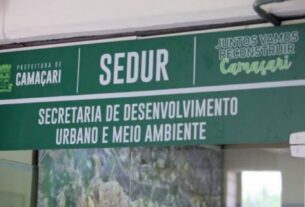 PREFEITURA DE
CAMAÇARI
SEDUR
JUNTOS VAMOS
RECONSTRUIR
Camaçari
SECRETARIA DE DESENVOLVIMENTO
URBANO E MEIO AMBIENTE